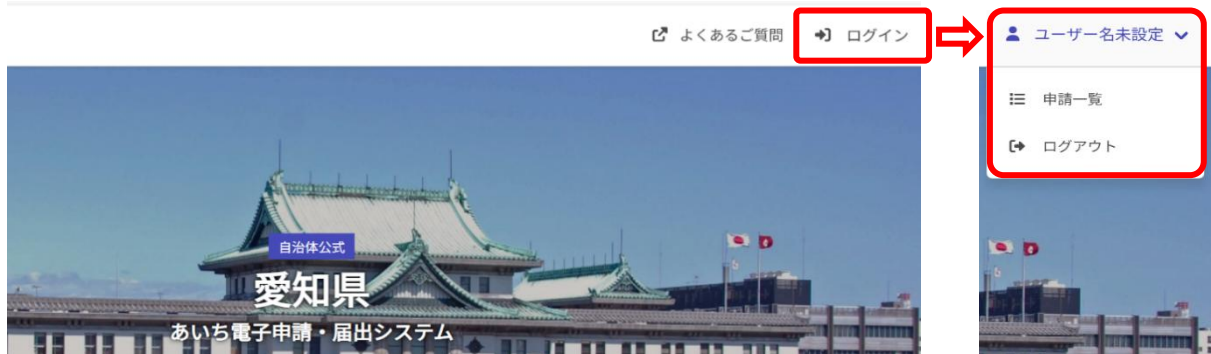 よくあるご質問
ログイン
ユーザー名未設定
申請一覧
ログアウト
自治体公式
愛知県
あいち電子申請・届出システム